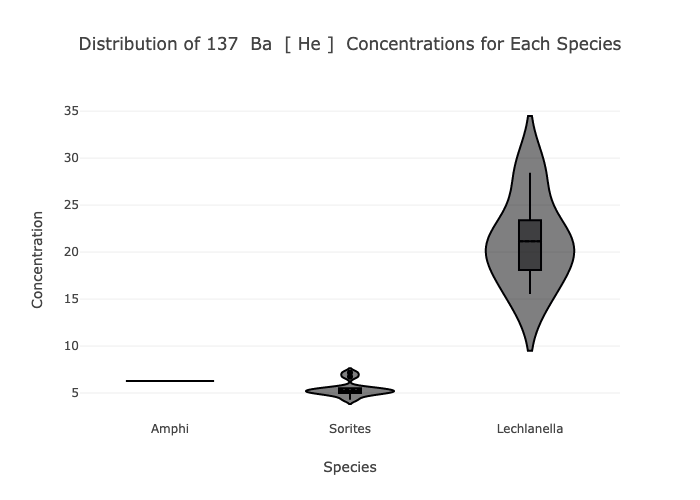 Distribution of 137 Ba [ He ] Concentrations for Each Species
35
30
25
20
15
10
5
Concentration
Amphi Sorites Lechlanella
Species